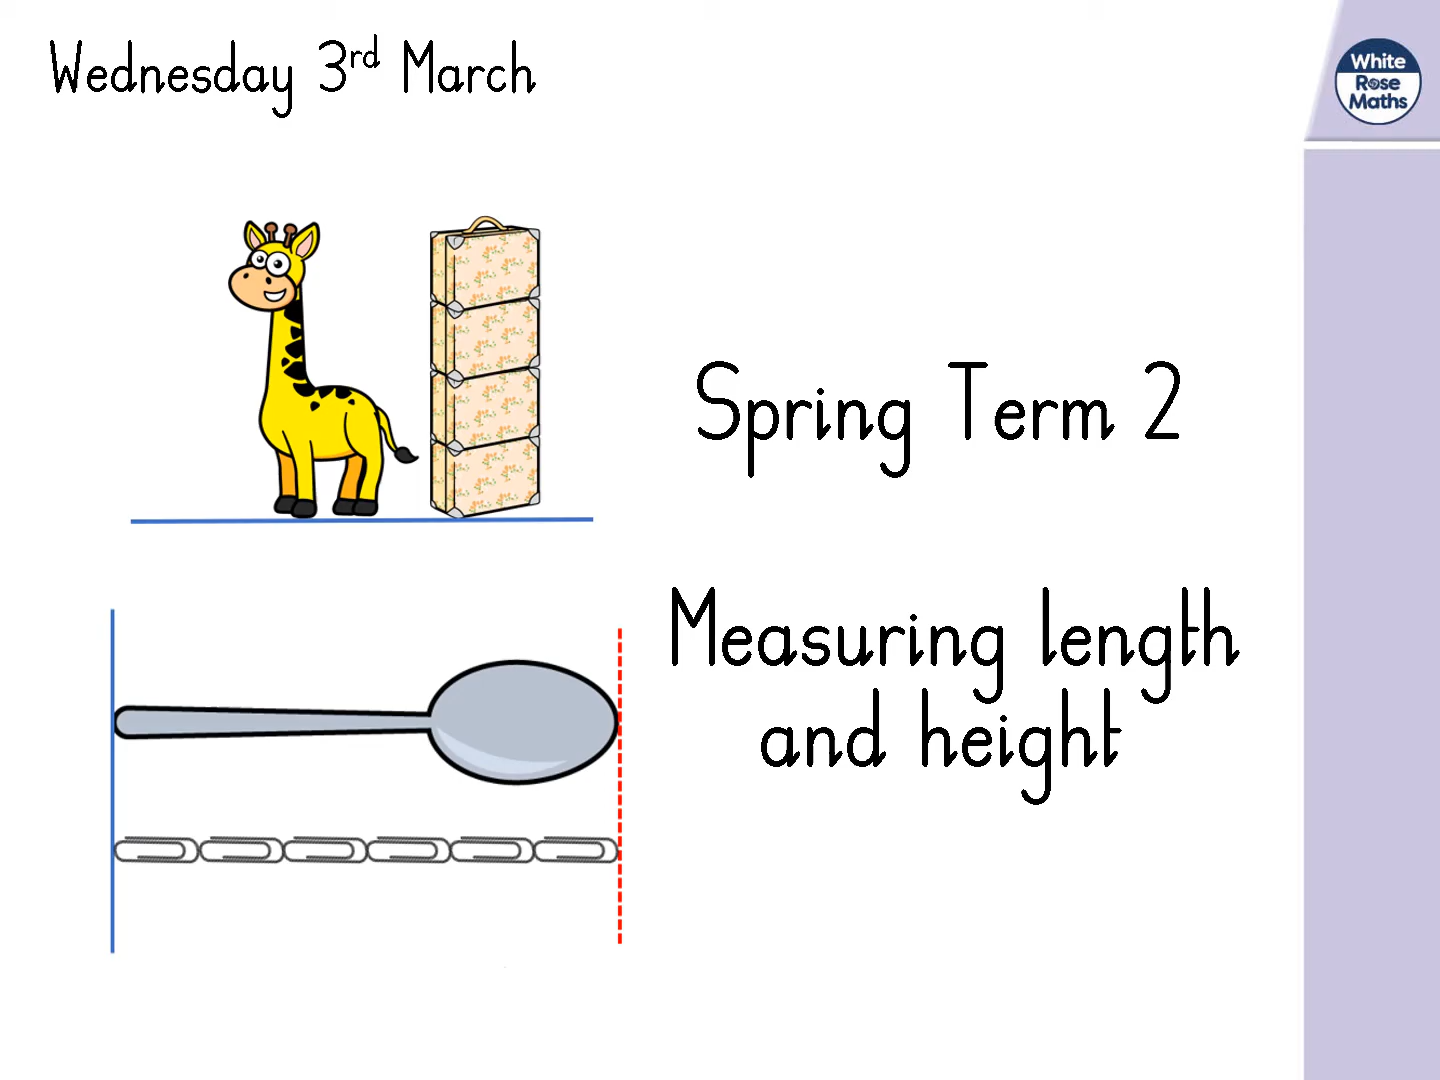 Wednesday 3rd March
White
Rose
Maths
Spring Term 2
Measuring length
and height